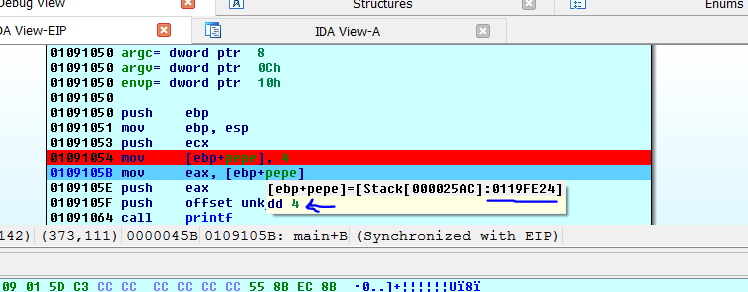 Debug View Structures Enums
DA View-EIP IDA View-A
01091050 argc= dword ptr 8
01091050 argv= dword ptr 0Ch
01091050 envp= dword ptr 10h
01091050
01091050 push ebp
01091051 mov ebp, esp
01091053 push ecx
01091054 mov [ebp+pepe], 4
0109105B mov eax, [ebp+pepe]
0109105E push eax [ebp+pepe]=[Stack[000025AC]:0119FE24]
0109105F push offset unk dd 4
01091064 call printf
142) (373,111) 0000045B 0109105B: main+B (Synchronized with EIP)
09 01 5D C3 CC CC CC CC CC CC 55 8B EC 8B